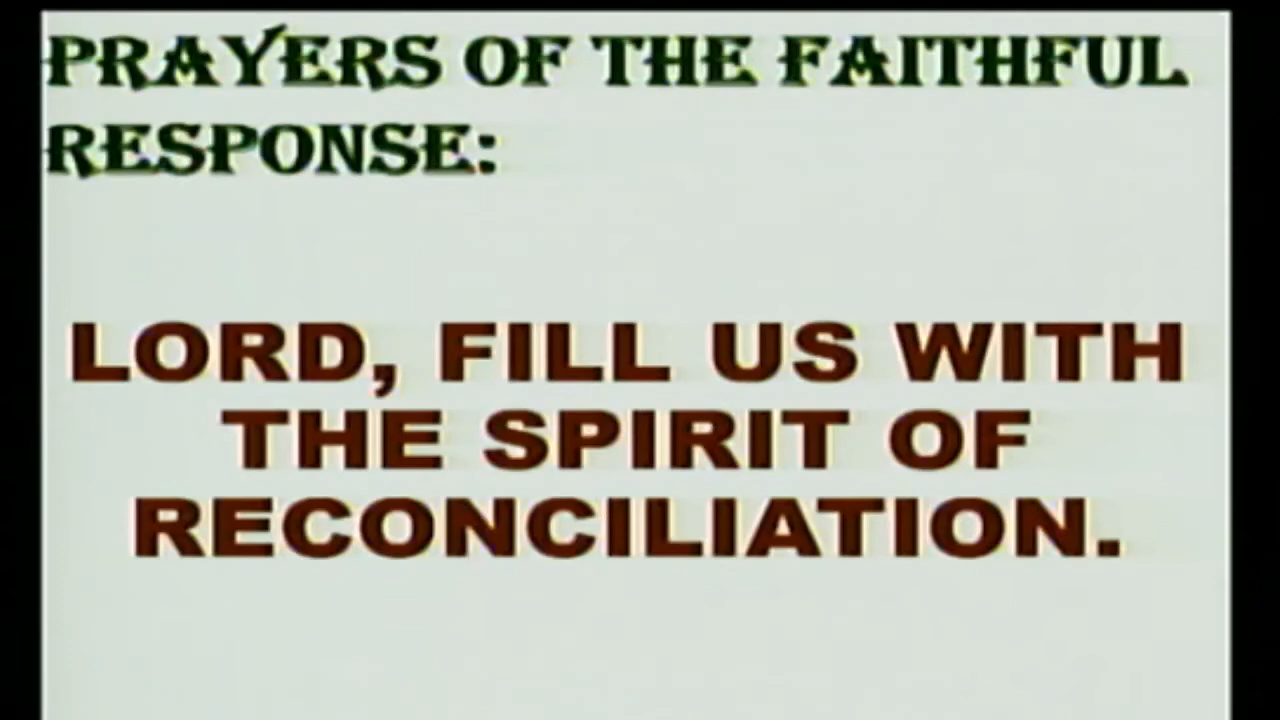 PRAYERS OF THE FAITHFUL
RESPONSE:
LORD, FILL US WITH
THE SPIRIT OF
RECONCILIATION.